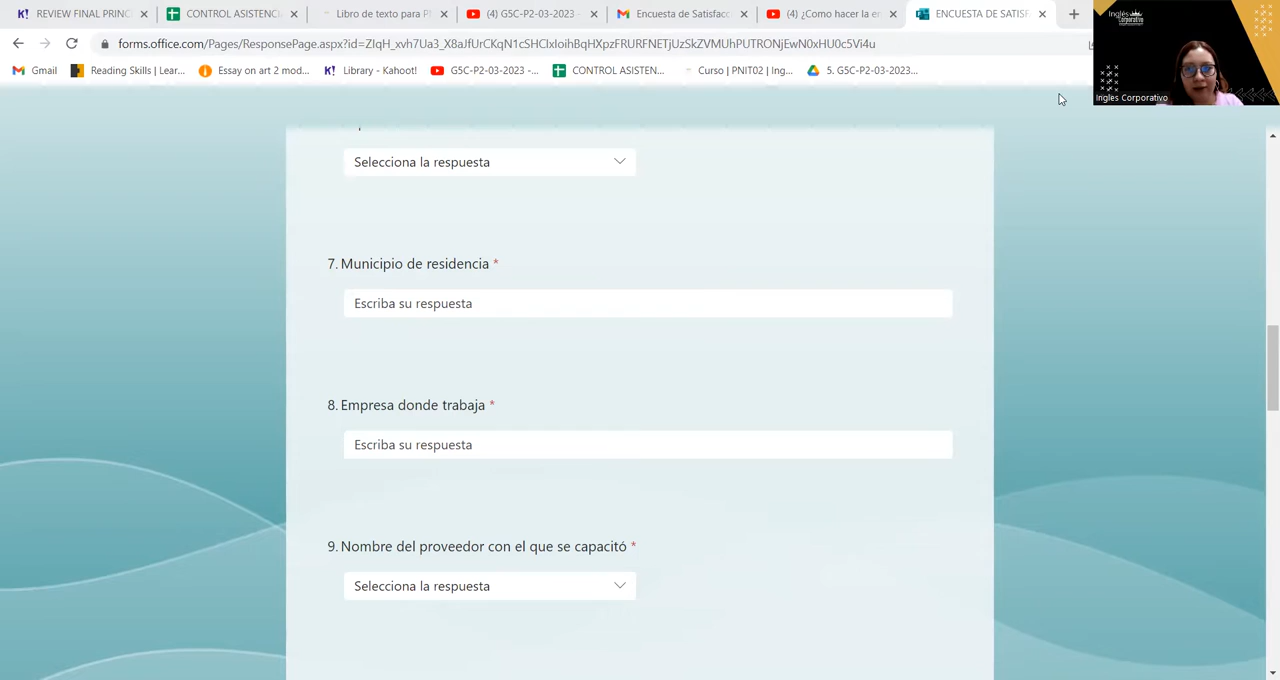 REVIEW FINAL PRINC
CONTROL ASISTENCI
Libro de texto para Pl
(4) G5C-P2-03-2023 -
Encuesta de Satisfacc
(4) ¿Como hacer la en
ENCUESTA DE SATISF
forms.office.com/Pages/ResponsePage.aspx?id=ZIqH_xvh7Ua3_X8aJfUrCKqN1cSHClxIoihBqHXpzFRURFNETjUzSkZVMUhPUTRONjEwN0xHU0c5Vi4u
Gmail
Reading Skills | Lear...
Essay on art 2 mod...
Library - Kahoot!
G5C-P2-03-2023 -...
CONTROL ASISTEN...
Curso | PNIT02 | Ing...
5. G5C-P2-03-2023...
Inglés
Corporativo
Ingles Corporativo
Selecciona la respuesta
7. Municipio de residencia *
Escriba su respuesta
8. Empresa donde trabaja *
Escriba su respuesta
9. Nombre del proveedor con el que se capacitó *
Selecciona la respuesta